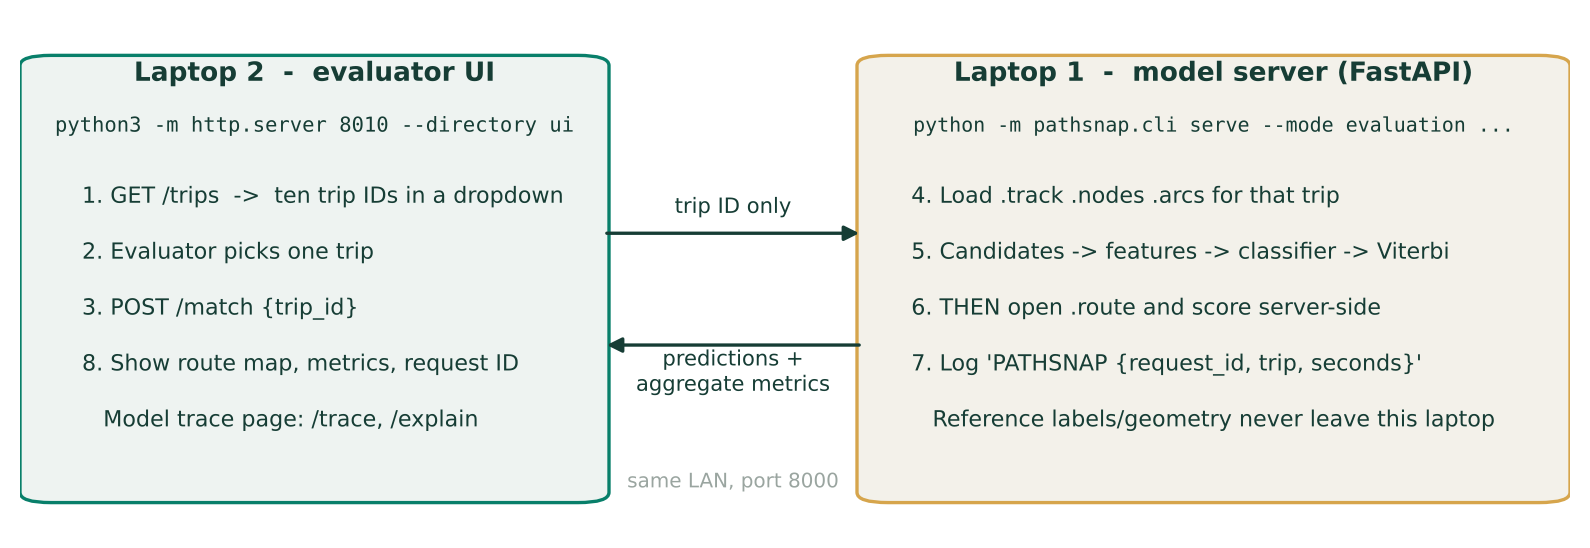 Laptop 2  -  evaluator UI
python3 -m http.server 8010 --directory ui
1. GET /trips  ->  ten trip IDs in a dropdown
2. Evaluator picks one trip
3. POST /match {trip_id}
8. Show route map, metrics, request ID
Model trace page: /trace, /explain
trip ID only
predictions +
aggregate metrics
same LAN, port 8000
Laptop 1  -  model server (FastAPI)
python -m pathsnap.cli serve --mode evaluation ...
4. Load .track .nodes .arcs for that trip
5. Candidates -> features -> classifier -> Viterbi
6. THEN open .route and score server-side
7. Log 'PATHSNAP {request_id, trip, seconds}'
Reference labels/geometry never leave this laptop